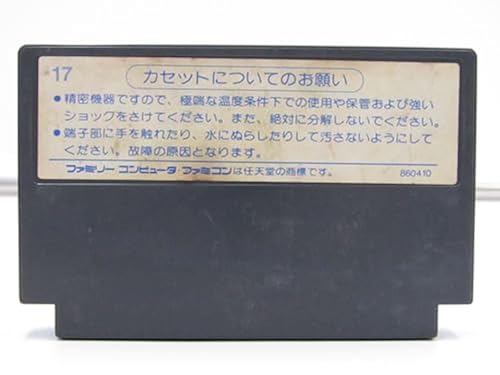 17
カセットについてのお願い
●精密機器ですので、極端な温度条件下での使用や保管および強い
ショックをさけてください。また、絶対に分解しないでください。
●端子部に手を触れたり、水にぬらしたりして汚さないようにして
ください。故障の原因となります。
ファミリー コンピュータ・ファミコンは任天堂の商標です。
860410